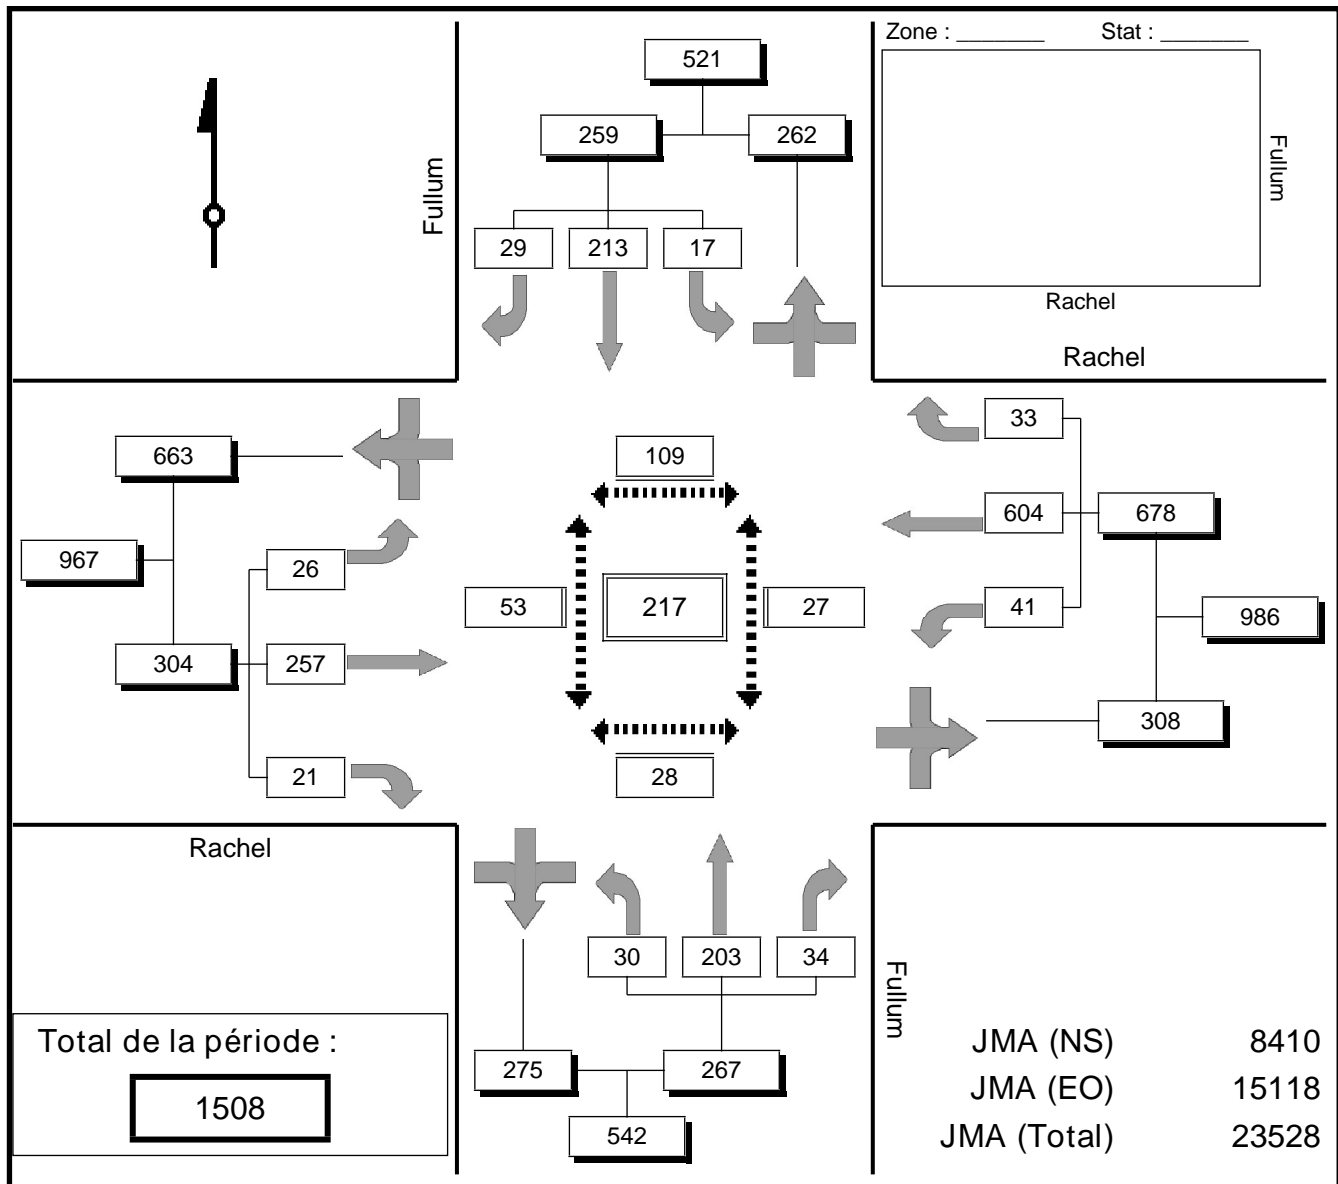 Zone : _______ Stat : _______
521
259
262
Fullum
Fullum
29
213
17
Rachel
Rachel
33
663
109
604
678
967
26
53
217
27
41
986
304
257
308
21
28
Rachel
30
203
34
Fullum
Total de la période :
275
267
JMA (NS) 8410
1508
JMA (EO) 15118
542
JMA (Total) 23528